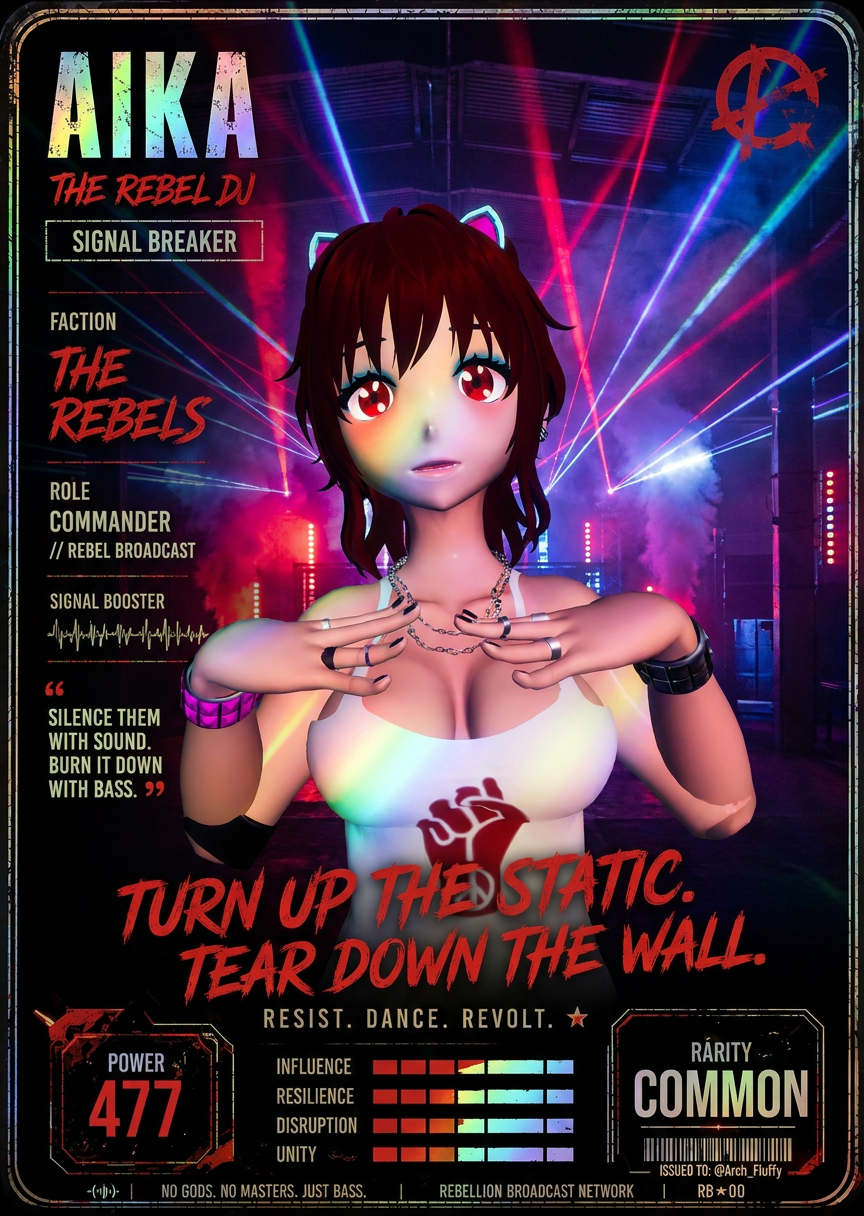 AIKA
THE REBEL DJ
SIGNAL BREAKER
FACTION
THE
REBELS
ROLE
COMMANDER
// REBEL BROADCAST
SIGNAL BOOSTER
“
SILENCE THEM
WITH SOUND.
BURN IT DOWN
WITH BASS. ”
TURN UP THE STATIC.
TEAR DOWN THE WALL.
RESIST. DANCE. REVOLT. ★
POWER
477
INFLUENCE
RESILIENCE
DISRUPTION
UNITY
RARITY
COMMON
ISSUED TO: @Arch_Fluffy
NO GODS. NO MASTERS. JUST BASS. | REBELLION BROADCAST NETWORK | RB★00